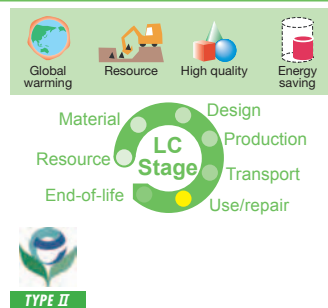 Global warming
Resource
High quality
Energy saving
Material
Design
Production
Resource
LC Stage
Transport
End-of-life
Use/repair
TYPE II